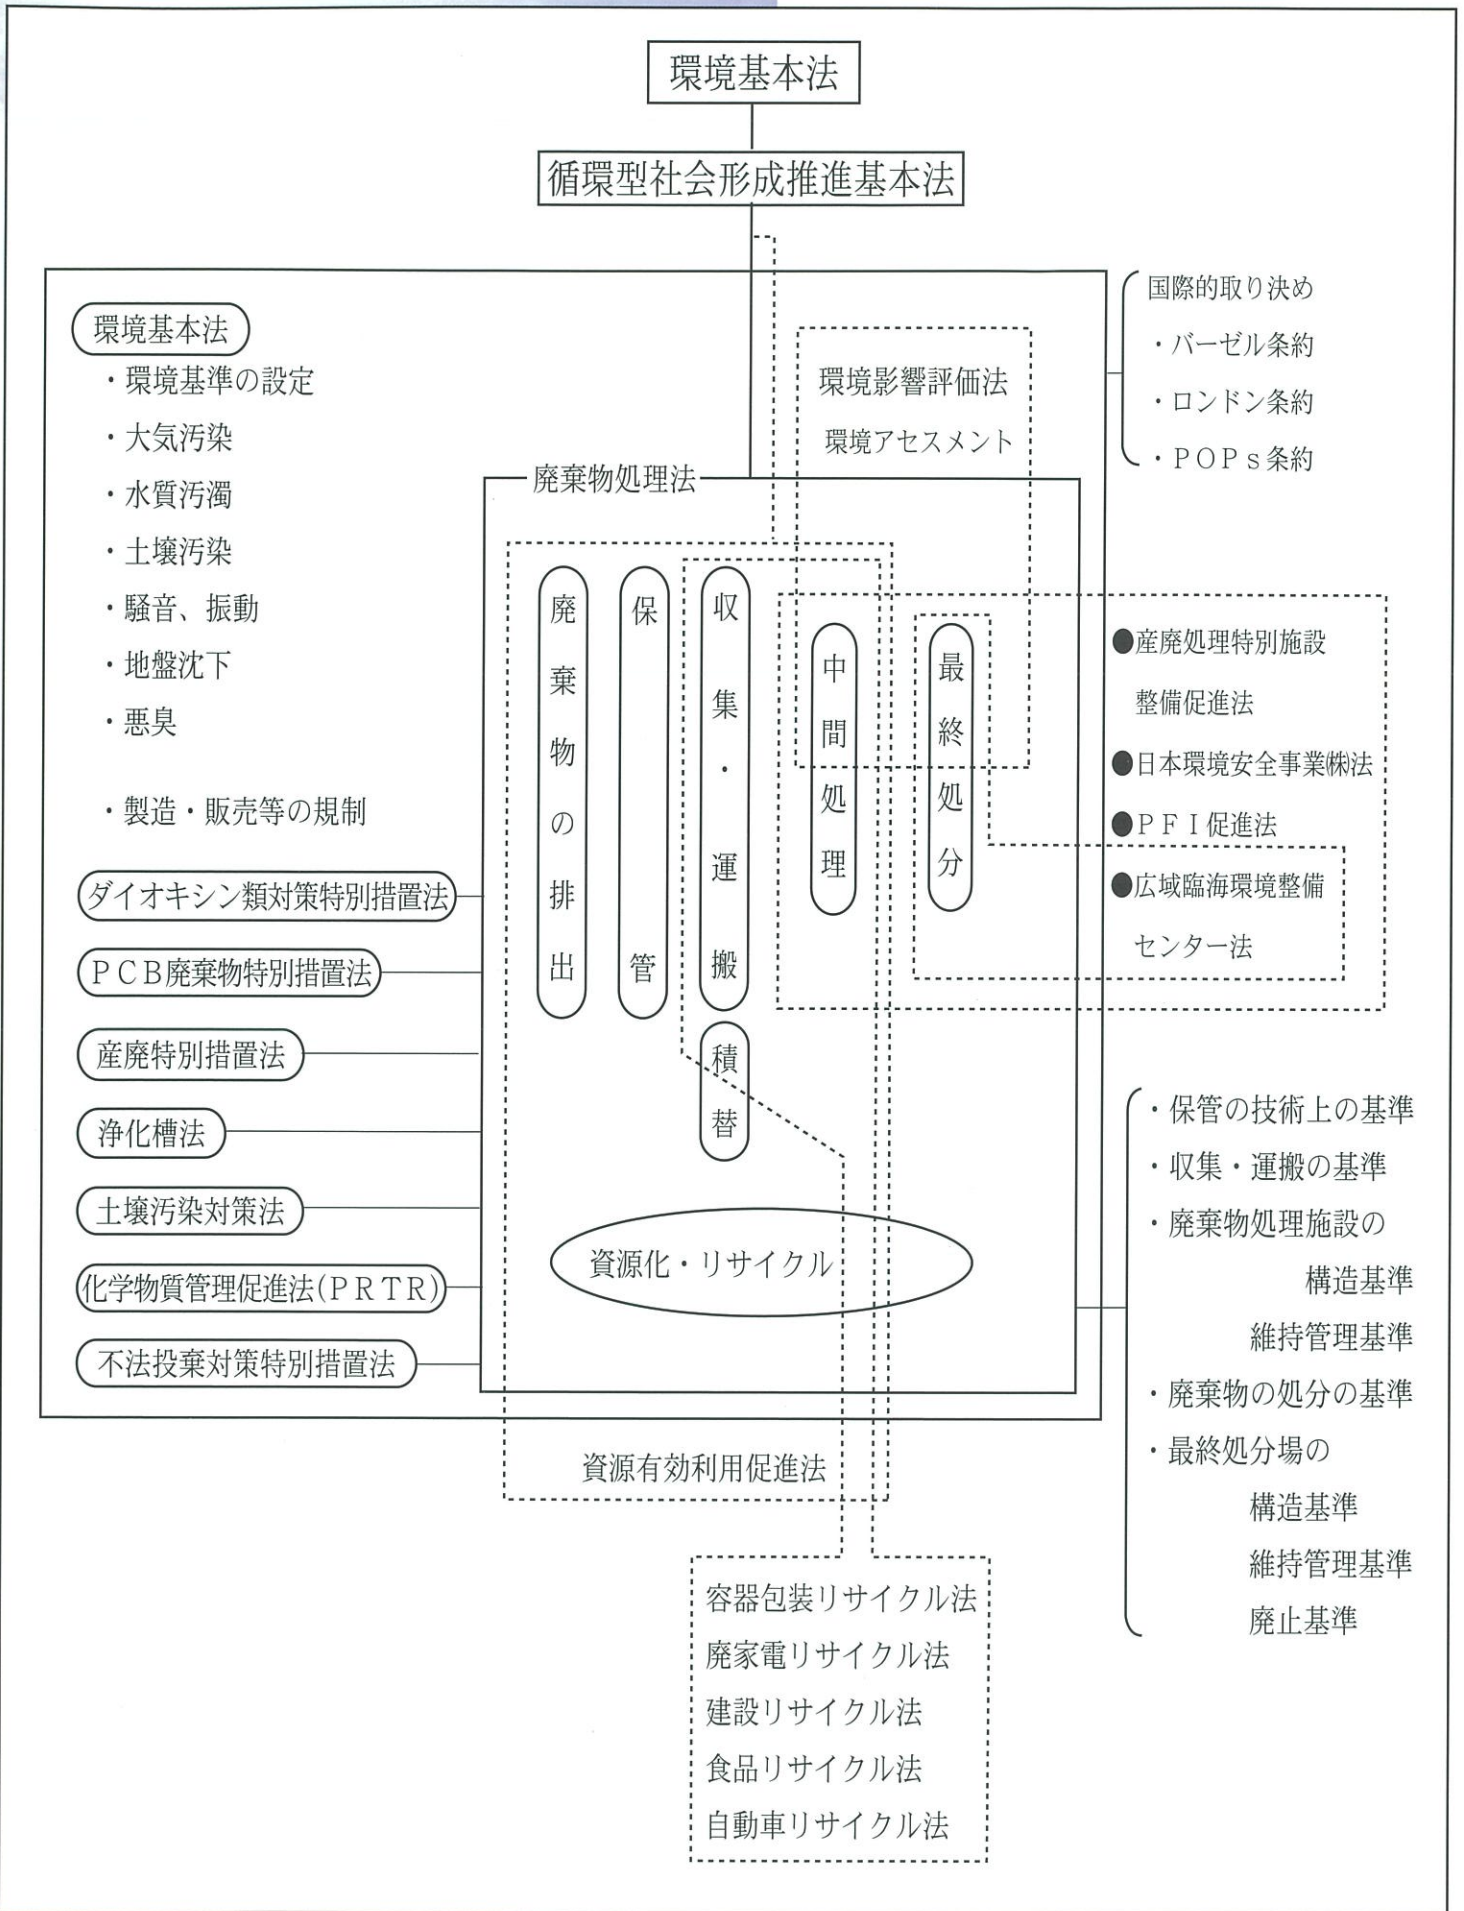 環境基本法
循環型社会形成推進基本法
環境基本法
・環境基準の設定
・大気汚染
・水質汚濁
・土壌汚染
・騒音、振動
・地盤沈下
・悪臭
・製造・販売等の規制
ダイオキシン類対策特別措置法
ＰＣＢ廃棄物特別措置法
産廃特別措置法
浄化槽法
土壌汚染対策法
化学物質管理促進法(ＰＲＴＲ)
不法投棄対策特別措置法
環境影響評価法
環境アセスメント
廃棄物処理法
廃棄物の排出
保管
収集・運搬
積替
中間処理
最終処分
資源化・リサイクル
資源有効利用促進法
容器包装リサイクル法
廃家電リサイクル法
建設リサイクル法
食品リサイクル法
自動車リサイクル法
国際的取り決め
・バーゼル条約
・ロンドン条約
・ＰＯＰｓ条約
●産廃処理特別施設
整備促進法
●日本環境安全事業㈱法
●ＰＦＩ促進法
●広域臨海環境整備
センター法
・保管の技術上の基準
・収集・運搬の基準
・廃棄物処理施設の
構造基準
維持管理基準
・廃棄物の処分の基準
・最終処分場の
構造基準
維持管理基準
廃止基準